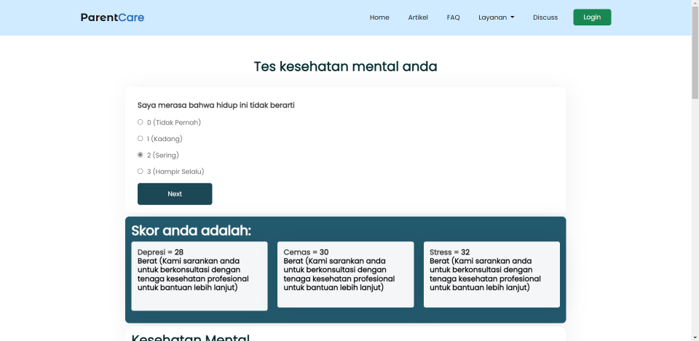 ParentCare Home Artikel FAQ Layanan Discuss Login
Tes kesehatan mental anda
Saya merasa bahwa hidup ini tidak berarti
0 (Tidak Pernah)
1 (Kadang)
2 (Sering)
3 (Hampir Selalu)
Next
Skor anda adalah:
Depresi = 28
Berat (Kami sarankan anda
untuk berkonsultasi dengan
tenaga kesehatan profesional
untuk bantuan lebih lanjut)
Cemas = 30
Berat (Kami sarankan anda
untuk berkonsultasi dengan
tenaga kesehatan profesional
untuk bantuan lebih lanjut)
Stress = 32
Berat (Kami sarankan anda
untuk berkonsultasi dengan
tenaga kesehatan profesional
untuk bantuan lebih lanjut)
Kesehatan Mental